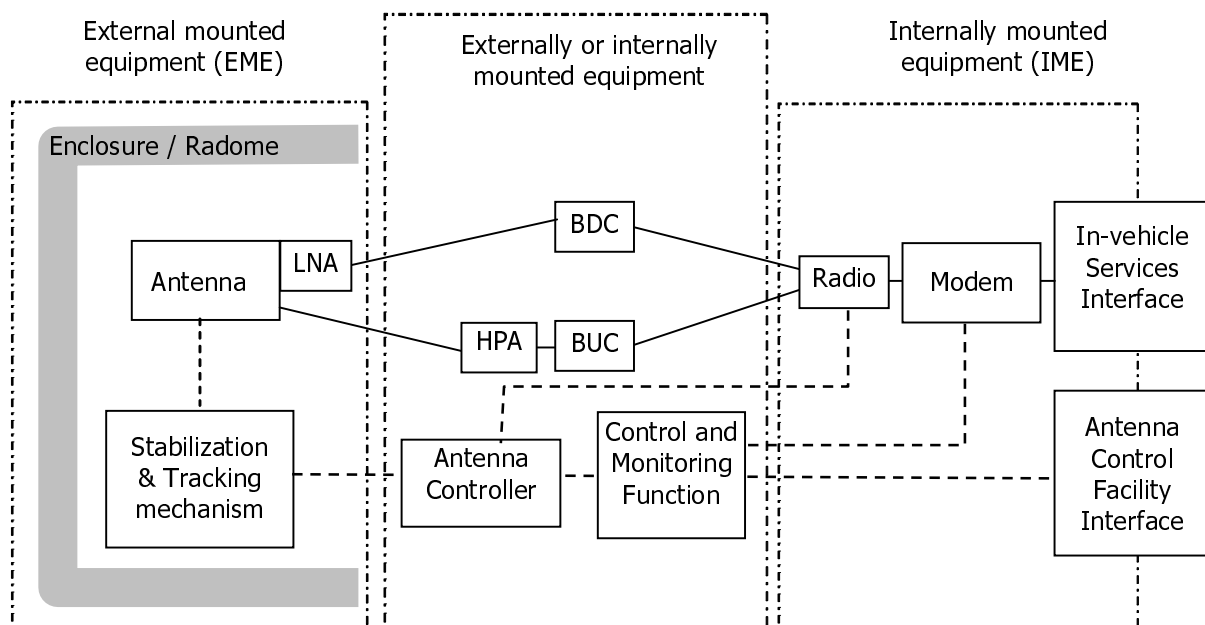 External mounted
equipment (EME)
Externally or internally
mounted equipment
Internally mounted
equipment (IME)
Enclosure / Radome
Antenna
LNA
BDC
HPA
BUC
Radio
Modem
In-vehicle
Services
Interface
Stabilization
& Tracking
mechanism
Antenna
Controller
Control and
Monitoring
Function
Antenna
Control
Facility
Interface